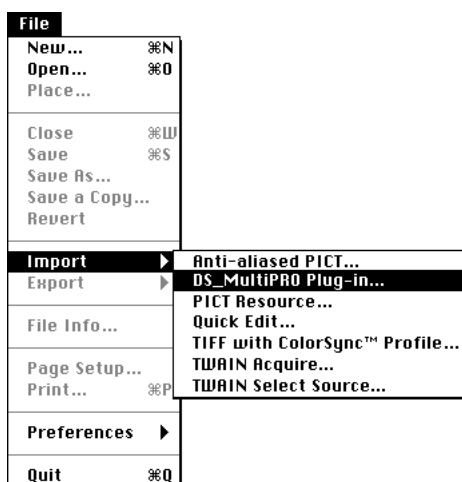 File
New... ⌘N
Open... ⌘O
Place...
Close ⌘W
Save ⌘S
Save As...
Save a Copy...
Revert
Import
Export
File Info...
Page Setup...
Print... ⌘P
Preferences
Quit ⌘Q
Anti-aliased PICT...
DS_MultiPRO Plug-in...
PICT Resource...
Quick Edit...
TIFF with ColorSync™ Profile...
TWAIN Acquire...
TWAIN Select Source...